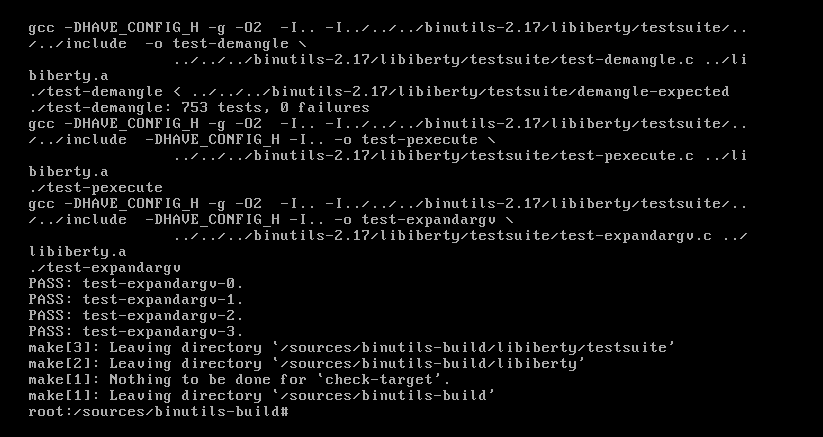 gcc -DHAVE_CONFIG_H -g -O2  -I.. -I../../../binutils-2.17/libiberty/testsuite/..
/../include  -o test-demangle \
                ../../../binutils-2.17/libiberty/testsuite/test-demangle.c ../li
biberty.a
./test-demangle < ../../../binutils-2.17/libiberty/testsuite/demangle-expected
./test-demangle: 753 tests, 0 failures
gcc -DHAVE_CONFIG_H -g -O2  -I.. -I../../../binutils-2.17/libiberty/testsuite/..
/../include  -DHAVE_CONFIG_H -I.. -o test-pexecute \
                ../../../binutils-2.17/libiberty/testsuite/test-pexecute.c ../li
biberty.a
./test-pexecute
gcc -DHAVE_CONFIG_H -g -O2  -I.. -I../../../binutils-2.17/libiberty/testsuite/..
/../include  -DHAVE_CONFIG_H -I.. -o test-expandargv \
                ../../../binutils-2.17/libiberty/testsuite/test-expandargv.c ../
libiberty.a
./test-expandargv
PASS: test-expandargv-0.
PASS: test-expandargv-1.
PASS: test-expandargv-2.
PASS: test-expandargv-3.
make[3]: Leaving directory `/sources/binutils-build/libiberty/testsuite'
make[2]: Leaving directory `/sources/binutils-build/libiberty'
make[1]: Nothing to be done for `check-target'.
make[1]: Leaving directory `/sources/binutils-build'
root:/sources/binutils-build#